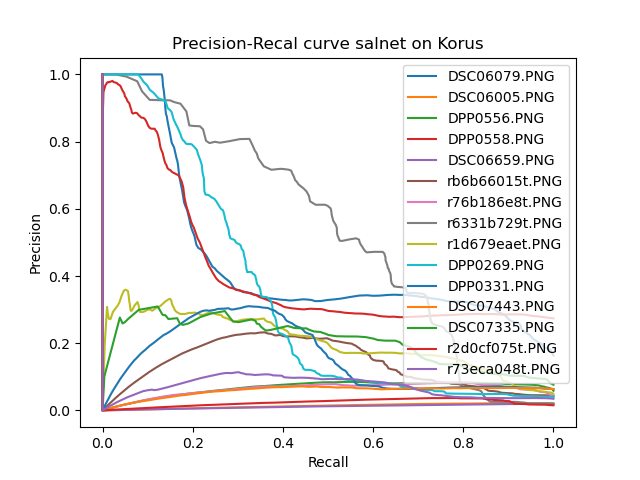 Precision-Recal curve salnet on Korus
1.0
0.8
0.6
0.4
0.2
0.0
Precision
0.0 0.2 0.4 0.6 0.8 1.0
Recall
DSC06079.PNG
DSC06005.PNG
DPP0556.PNG
DPP0558.PNG
DSC06659.PNG
rb6b66015t.PNG
r76b186e8t.PNG
r6331b729t.PNG
r1d679eaet.PNG
DPP0269.PNG
DPP0331.PNG
DSC07443.PNG
DSC07335.PNG
r2d0cf075t.PNG
r73eca048t.PNG